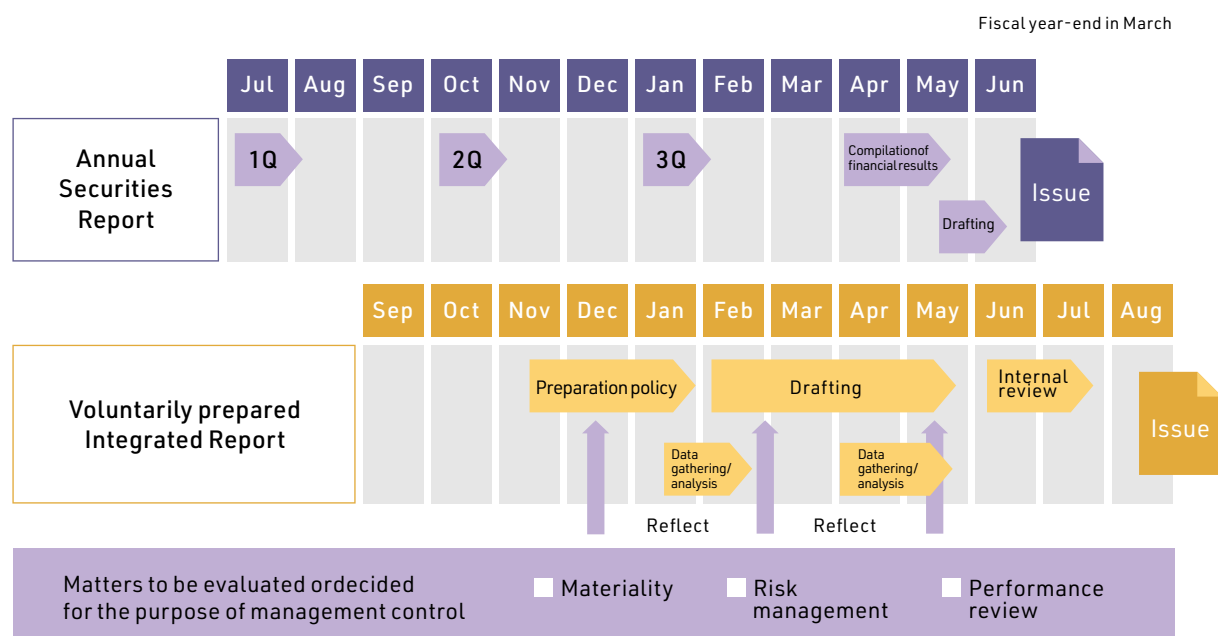 Fiscal year-end in March
Jul Aug Sep Oct Nov Dec Jan Feb Mar Apr May Jun
Annual
Securities
Report
1Q 2Q 3Q
Compilationof
financialresults
Drafting
Issue
Sep Oct Nov Dec Jan Feb Mar Apr May Jun Jul Aug
Voluntarily prepared
Integrated Report
Preparation policy
Drafting
Internal
review
Data
gathering/
analysis
Data
gathering/
analysis
Issue
Reflect Reflect
Matters to be evaluated ordecided
for the purpose of management control
Materiality
Risk
management
Performance
review